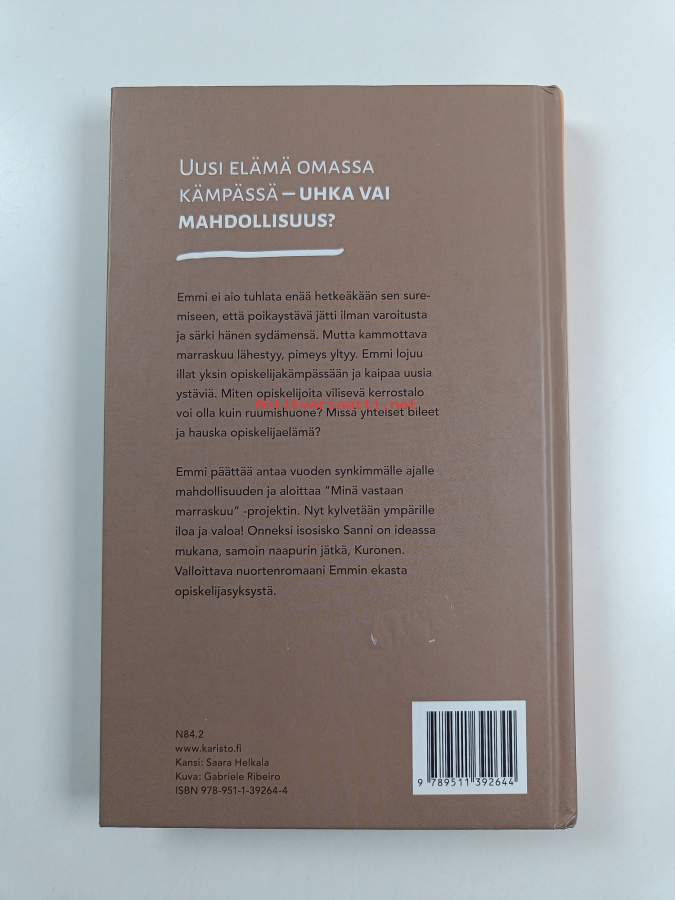 UUSI ELÄMÄ OMASSA
KÄMPÄSSÄ – UHKA VAI
MAHDOLLISUUS?
Emmi ei aio tuhlata enää hetkeäkään sen sure-
miseen, että poikaystävä jätti ilman varoitusta
ja särki hänen sydämensä. Mutta kammottava
marraskuu lähestyy, pimeys yltyy. Emmi lojuu
illat yksin opiskelijakämpässään ja kaipaa uusia
ystäviä. Miten opiskelijoita vilisevä kerrostalo
voi olla kuin ruumishuone? Missä yhteiset bileet
ja hauska opiskelijaelämä?
Emmi päättää antaa vuoden synkimmälle ajalle
mahdollisuuden ja aloittaa ”Minä vastaan
marraskuu” -projektin. Nyt kylvetään ympärille
iloa ja valoa! Onneksi isosisko Sanni on ideassa
mukana, samoin naapurin jätkä, Kuronen.
Valloittava nuortenromaani Emmin ekasta
opiskelijasyksystä.
N84.2
www.karisto.fi
Kansi: Saara Helkala
Kuva: Gabriele Ribeiro
ISBN 978-951-1-39264-4
9 789511 392644